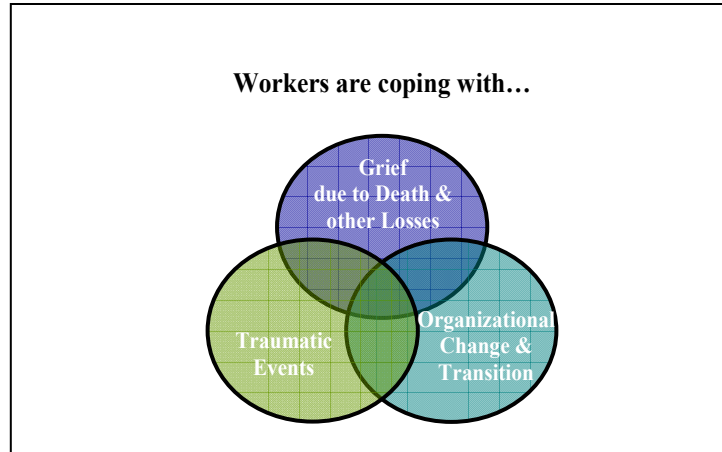 Workers are coping with…
Grief
due to Death &
other Losses
Traumatic
Events
Organizational
Change &
Transition